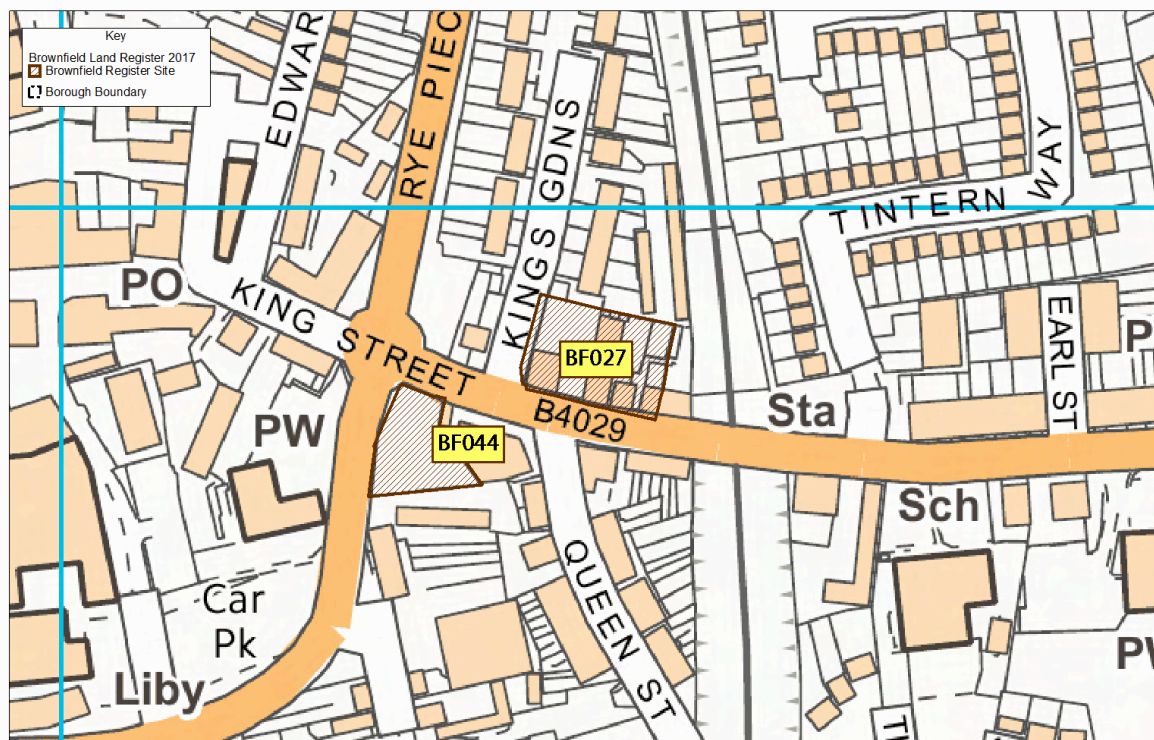 Key
Brownfield Land Register 2017
Brownfield Register Site
Borough Boundary
EDWAR
RYE PIEC
KINGS GDNS
TINTERN WAY
PO
KING STREET
EARL ST
P
BF027
B4029
Sta
PW
BF044
Sch
QUEEN ST
Car
Pk
Liby
PW
TI